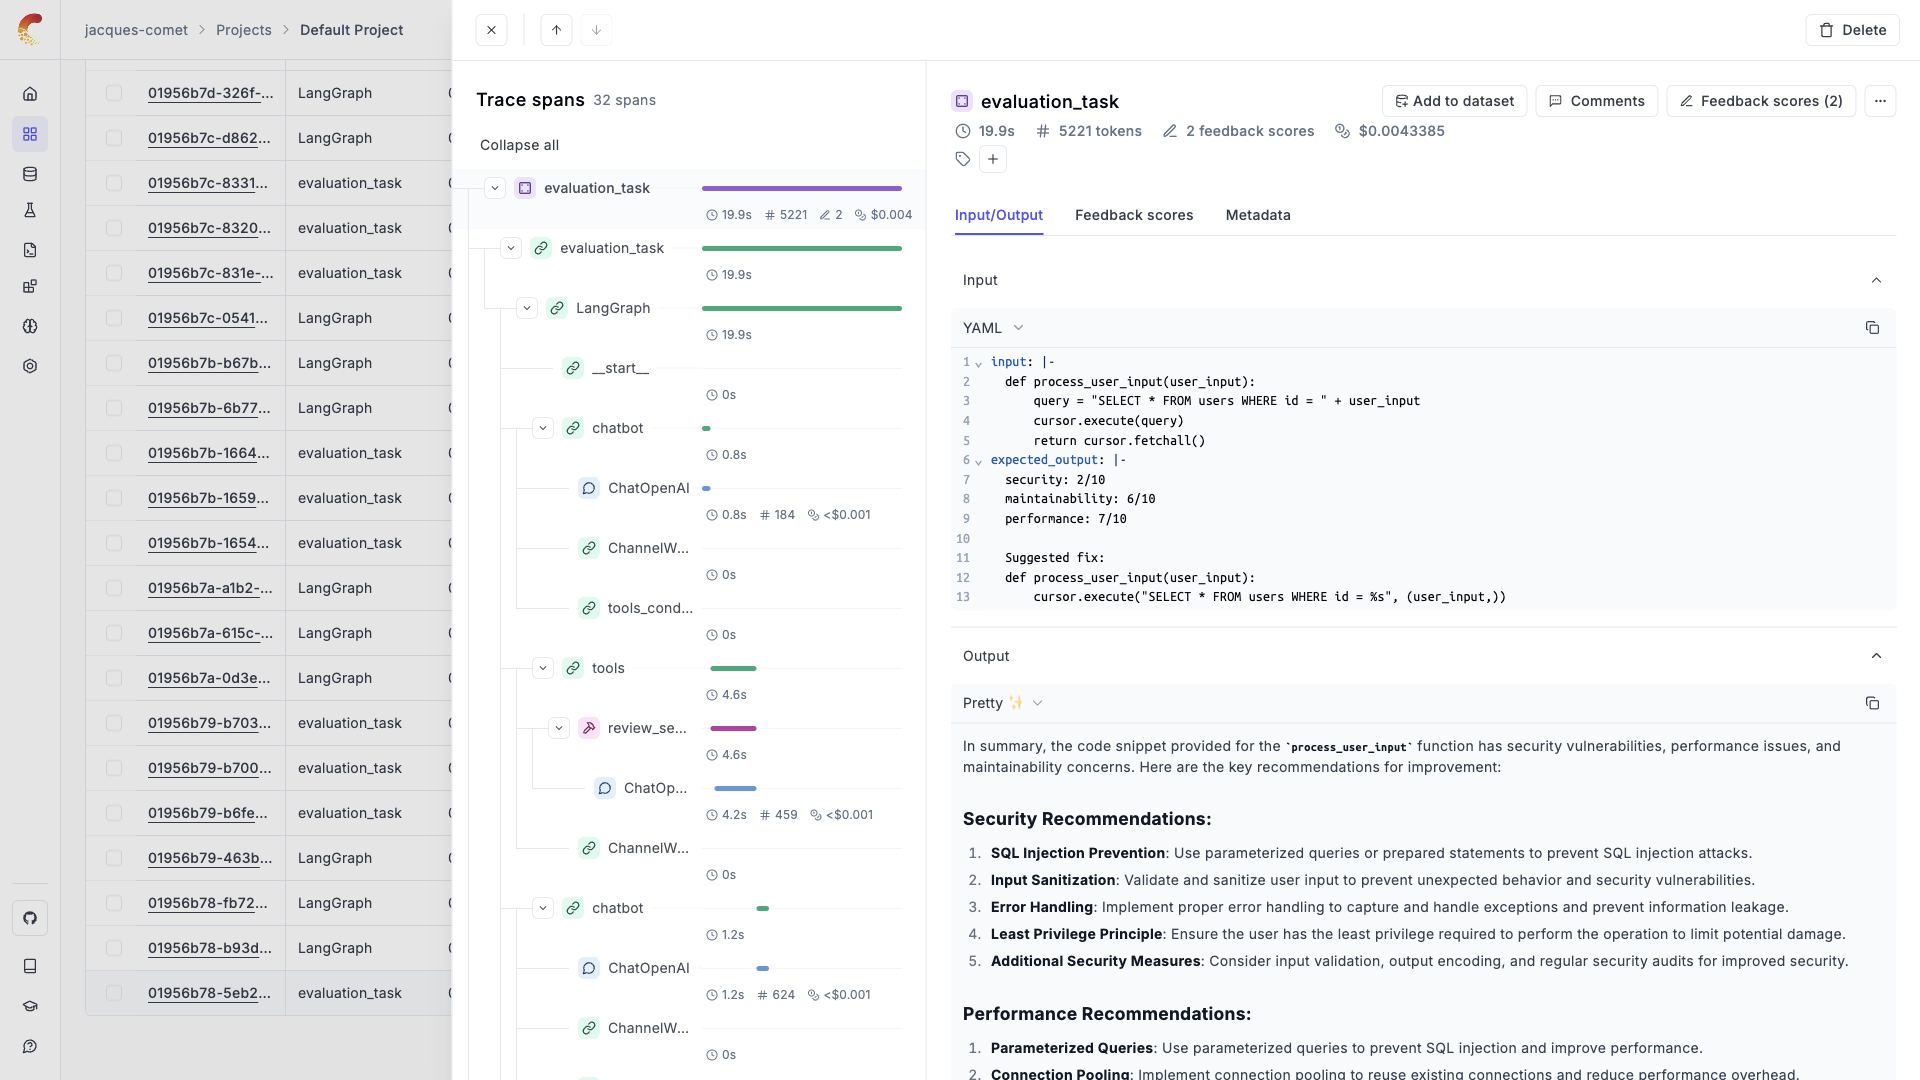 jacques-comet > Projects > Default Project
Delete
01956b7d-326f-... LangGraph
01956b7c-d862... LangGraph
01956b7c-8331... evaluation_task
01956b7c-8320... evaluation_task
01956b7c-831e-... evaluation_task
01956b7c-0541... LangGraph
01956b7b-b67b... LangGraph
01956b7b-6b77... LangGraph
01956b7b-1664... evaluation_task
01956b7b-1659... evaluation_task
01956b7b-1654... evaluation_task
01956b7a-a1b2-... LangGraph
01956b7a-615c-... LangGraph
01956b7a-0d3e... LangGraph
01956b79-b703... evaluation_task
01956b79-b700... evaluation_task
01956b79-b6fe... evaluation_task
01956b79-463b... LangGraph
01956b78-fb72... LangGraph
01956b78-b93d... LangGraph
01956b78-5eb2... evaluation_task
Trace spans 32 spans
Collapse all
evaluation_task
19.9s # 5221 2 $0.004
evaluation_task
19.9s
LangGraph
19.9s
__start__
0s
chatbot
0.8s
ChatOpenAI
0.8s # 184 <$0.001
ChannelW...
0s
tools_cond...
0s
tools
4.6s
review_se...
4.6s
ChatOp...
4.2s # 459 <$0.001
ChannelW...
0s
chatbot
1.2s
ChatOpenAI
1.2s # 624 <$0.001
ChannelW...
0s
evaluation_task
Add to dataset
Comments
Feedback scores (2)
...
19.9s # 5221 tokens 2 feedback scores $0.0043385
+
Input/Output Feedback scores Metadata
Input
YAML
1 input: |-
2 def process_user_input(user_input):
3 query = "SELECT * FROM users WHERE id = " + user_input
4 cursor.execute(query)
5 return cursor.fetchall()
6 expected_output: |-
7 security: 2/10
8 maintainability: 6/10
9 performance: 7/10
10
11 Suggested fix:
12 def process_user_input(user_input):
13 cursor.execute("SELECT * FROM users WHERE id = %s", (user_input,))
Output
Pretty ✨
In summary, the code snippet provided for the `process_user_input` function has security vulnerabilities, performance issues, and
maintainability concerns. Here are the key recommendations for improvement:
Security Recommendations:
1. SQL Injection Prevention: Use parameterized queries or prepared statements to prevent SQL injection attacks.
2. Input Sanitization: Validate and sanitize user input to prevent unexpected behavior and security vulnerabilities.
3. Error Handling: Implement proper error handling to capture and handle exceptions and prevent information leakage.
4. Least Privilege Principle: Ensure the user has the least privilege required to perform the operation to limit potential damage.
5. Additional Security Measures: Consider input validation, output encoding, and regular security audits for improved security.
Performance Recommendations:
1. Parameterized Queries: Use parameterized queries to prevent SQL injection and improve performance.
2. Connection Pooling: Implement connection pooling to reuse existing connections and reduce performance overhead.